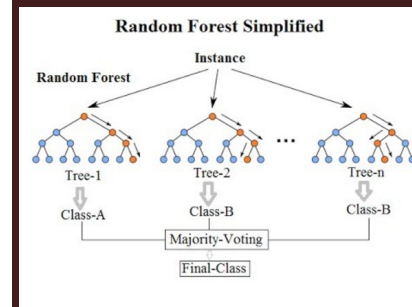 Random Forest Simplified
Instance
Random Forest
...
Tree-1 Tree-2 Tree-n
Class-A Class-B Class-B
Majority-Voting
Final-Class